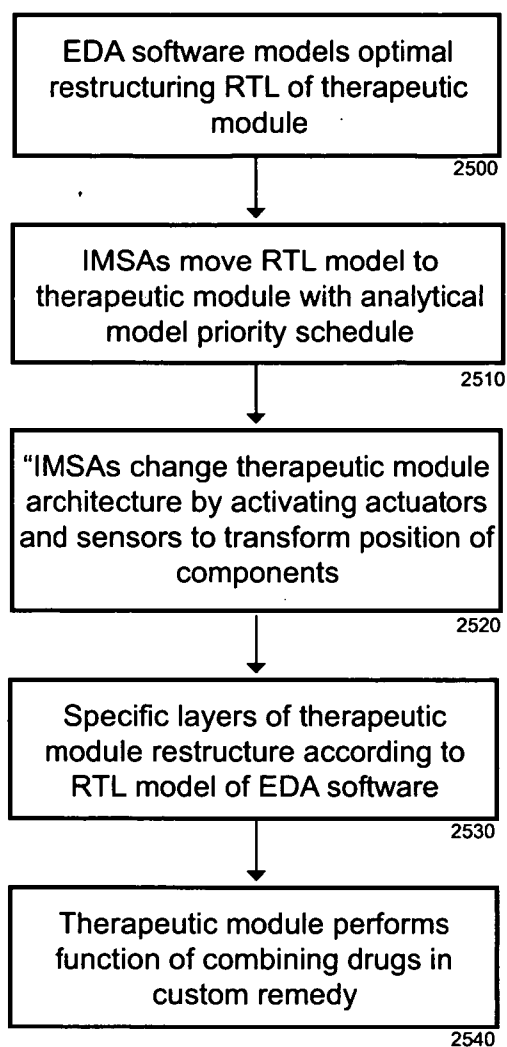 EDA software models optimal
restructuring RTL of therapeutic
module
2500
IMSAs move RTL model to
therapeutic module with analytical
model priority schedule
2510
"IMSAs change therapeutic module
architecture by activating actuators
and sensors to transform position of
components
2520
Specific layers of therapeutic
module restructure according to
RTL model of EDA software
2530
Therapeutic module performs
function of combining drugs in
custom remedy
2540